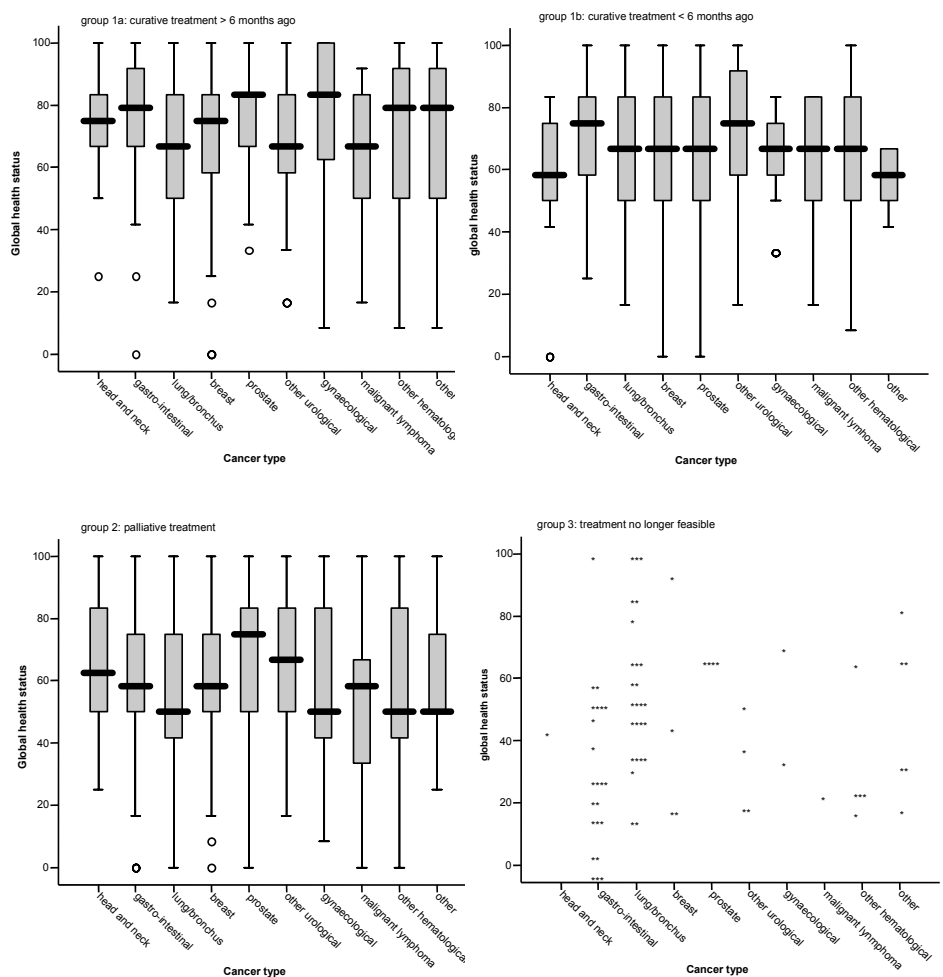 group 1a: curative treatment > 6 months ago
Global health status
100
80
60
40
20
0
head and neck
gastro-intestinal
lung/bronchus
breast
prostate
other urological
gynaecological
malignant lymphoma
other hematologic
other
Cancer type
group 1b: curative treatment < 6 months ago
global health status
100
80
60
40
20
0
head and neck
gastro-intestinal
lung/bronchus
breast
prostate
other urological
gynaecological
malignant lymhoma
other hematological
other
Cancer type
group 2: palliative treatment
Global health status
100
80
60
40
20
0
head and neck
gastro-intestinal
lung/bronchus
breast
prostate
other urological
gynaecological
malignant lymphoma
other hematological
other
Cancer type
group 3: treatment no longer feasible
global health status
100
80
60
40
20
0
head and neck
gastro-intestinal
lung/bronchus
breast
prostate
other urological
gynaecological
malignant lynmphoma
other hematological
other
Cancer type